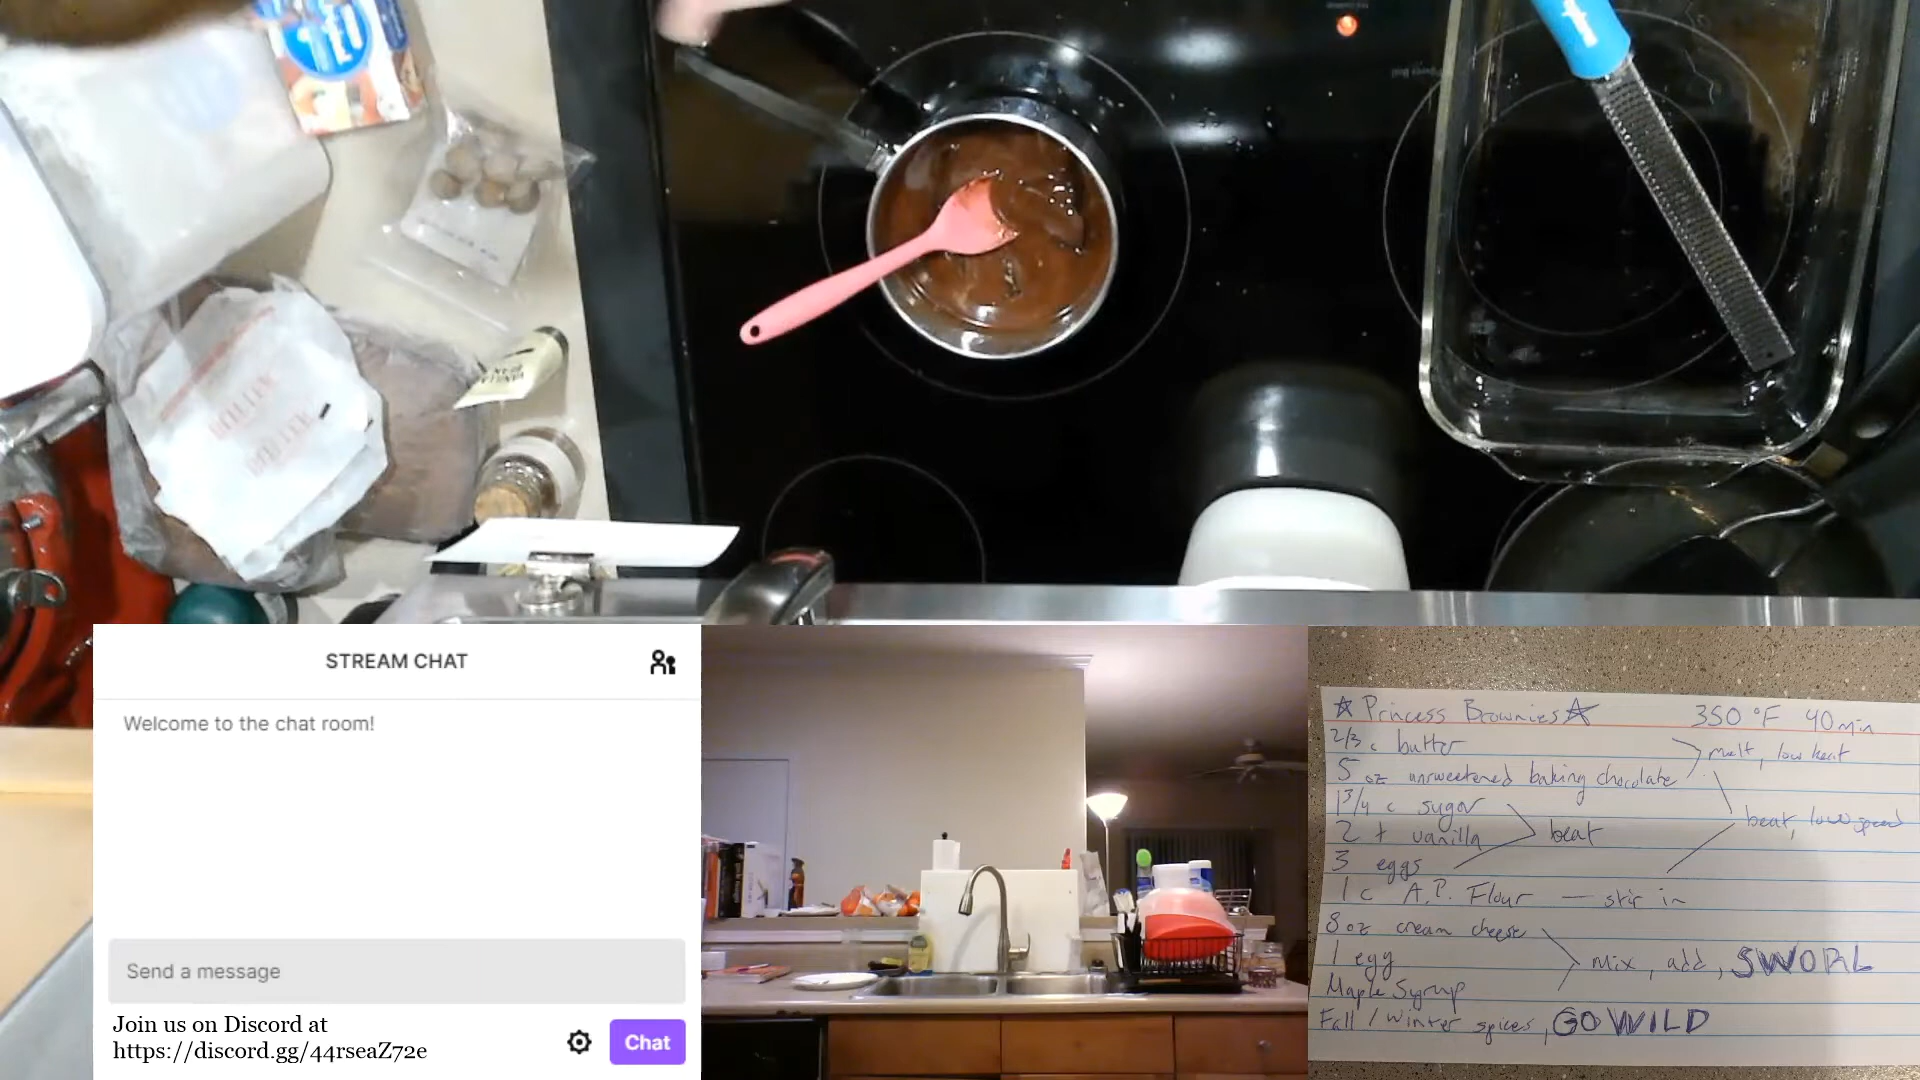 STREAM CHAT
Welcome to the chat room!
Send a message
Join us on Discord at
https://discord.gg/44rseaZ72e
Chat
☆ Princess Brownies ☆ 350 °F 40 min
2/3 c butter
melt, low heat
5 oz unsweetened baking chocolate
1 3/4 c sugar
beat, low speed
2 t vanilla
beat
3 eggs
1 c A.P. Flour — stir in
8 oz cream cheese
1 egg
mix, add, SWORL
Maple Syrup
Fall / Winter spices, GO WILD